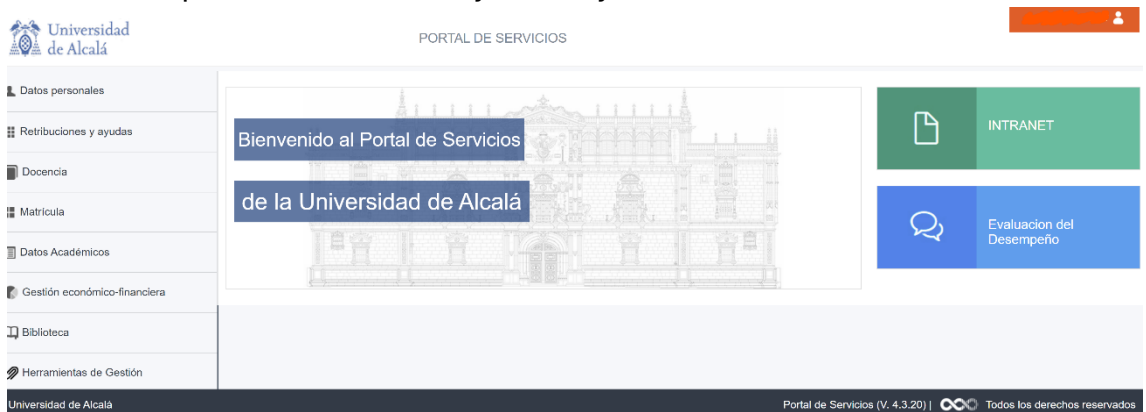 Universidad
de Alcalá
PORTAL DE SERVICIOS
Datos personales
Retribuciones y ayudas
Docencia
Matrícula
Datos Académicos
Gestión económico-financiera
Biblioteca
Herramientas de Gestión
Bienvenido al Portal de Servicios
de la Universidad de Alcalá
INTRANET
Evaluacion del
Desempeño
Universidad de Alcalá
Portal de Servicios (V. 4.3.20) | Todos los derechos reservados